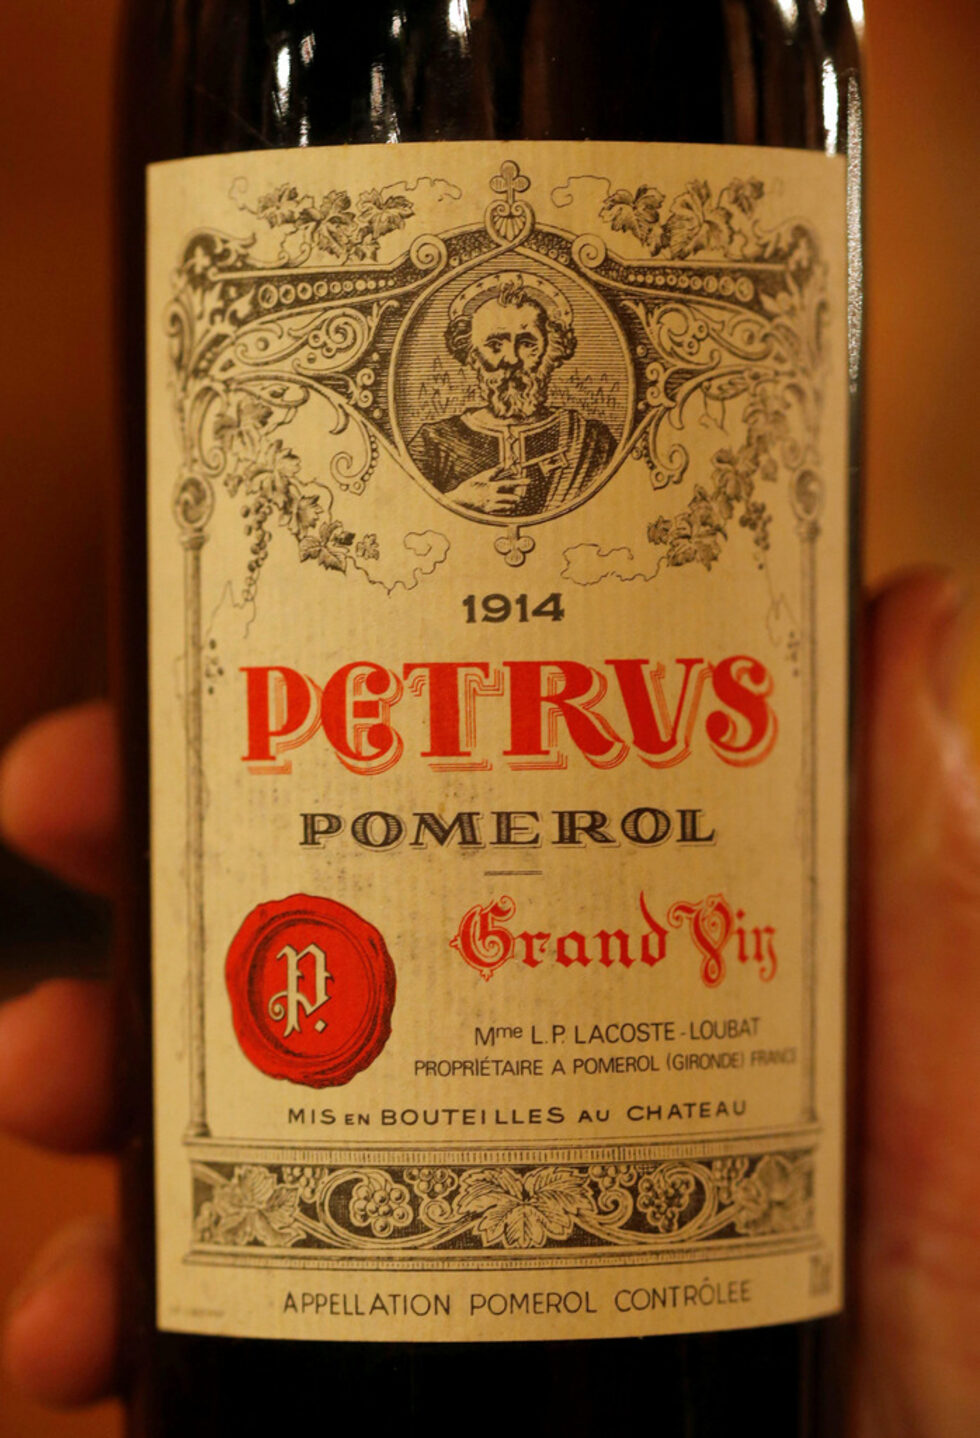 1914
PETRVS
POMEROL
Grand Vin
P.
Mme L.P. LACOSTE-LOUBAT
PROPRIÉTAIRE A POMEROL (GIRONDE) FRANCE
MIS EN BOUTEILLES AU CHATEAU
APPELLATION POMEROL CONTRÔLÉE